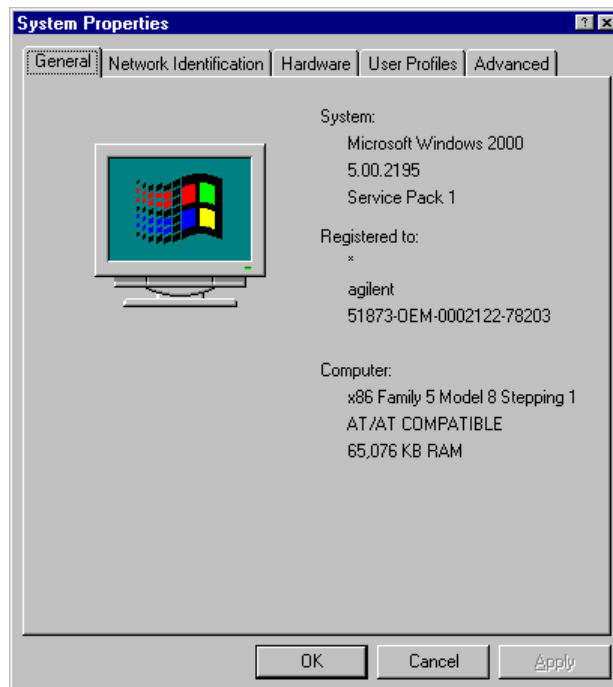 System Properties
General Network Identification Hardware User Profiles Advanced
System:
Microsoft Windows 2000
5.00.2195
Service Pack 1
Registered to:
*
agilent
51873-OEM-0002122-78203
Computer:
x86 Family 5 Model 8 Stepping 1
AT/AT COMPATIBLE
65,076 KB RAM
OK Cancel Apply